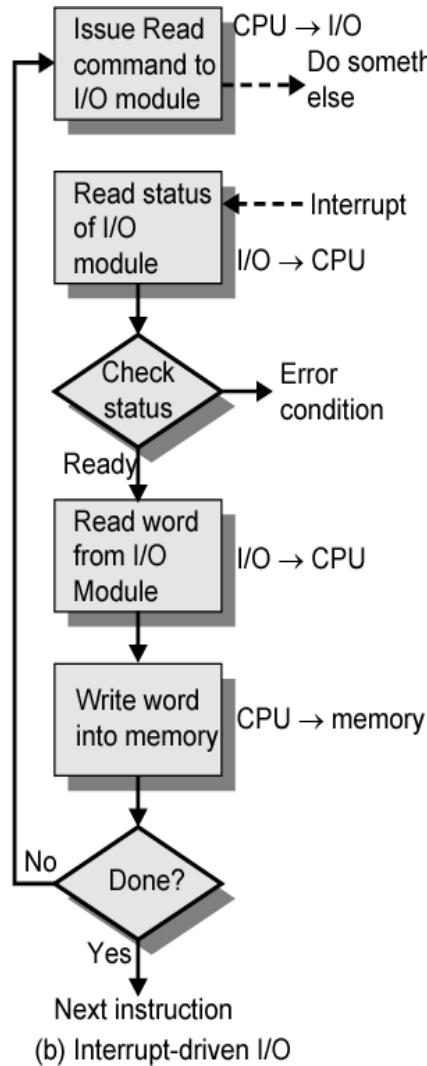 Issue Read
command to
I/O module
CPU → I/O
Do someth
else
Read status
of I/O
module
Interrupt
I/O → CPU
Check
status
Error
condition
Ready
Read word
from I/O
Module
I/O → CPU
Write word
into memory
CPU → memory
No
Done?
Yes
Next instruction
(b) Interrupt-driven I/O